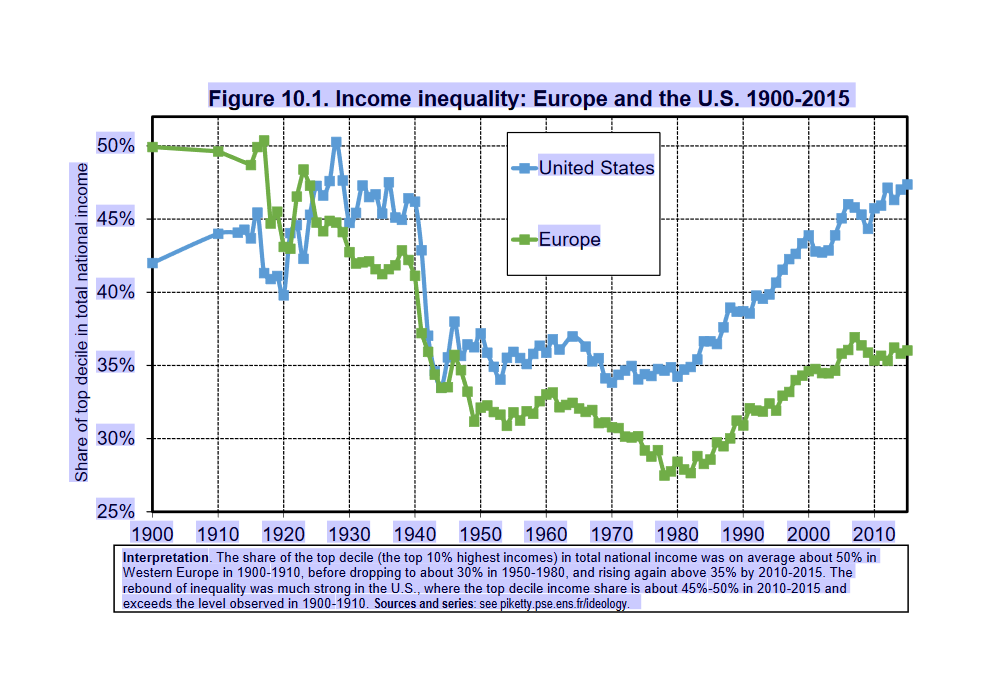 Figure 10.1. Income inequality: Europe and the U.S. 1900-2015
Share of top decile in total national income
50%
45%
40%
35%
30%
25%
United States
Europe
1900 1910 1920 1930 1940 1950 1960 1970 1980 1990 2000 2010
Interpretation. The share of the top decile (the top 10% highest incomes) in total national income was on average about 50% in
Western Europe in 1900-1910, before dropping to about 30% in 1950-1980, and rising again above 35% by 2010-2015. The
rebound of inequality was much strong in the U.S., where the top decile income share is about 45%-50% in 2010-2015 and
exceeds the level observed in 1900-1910. Sources and series: see piketty.pse.ens.fr/ideology.